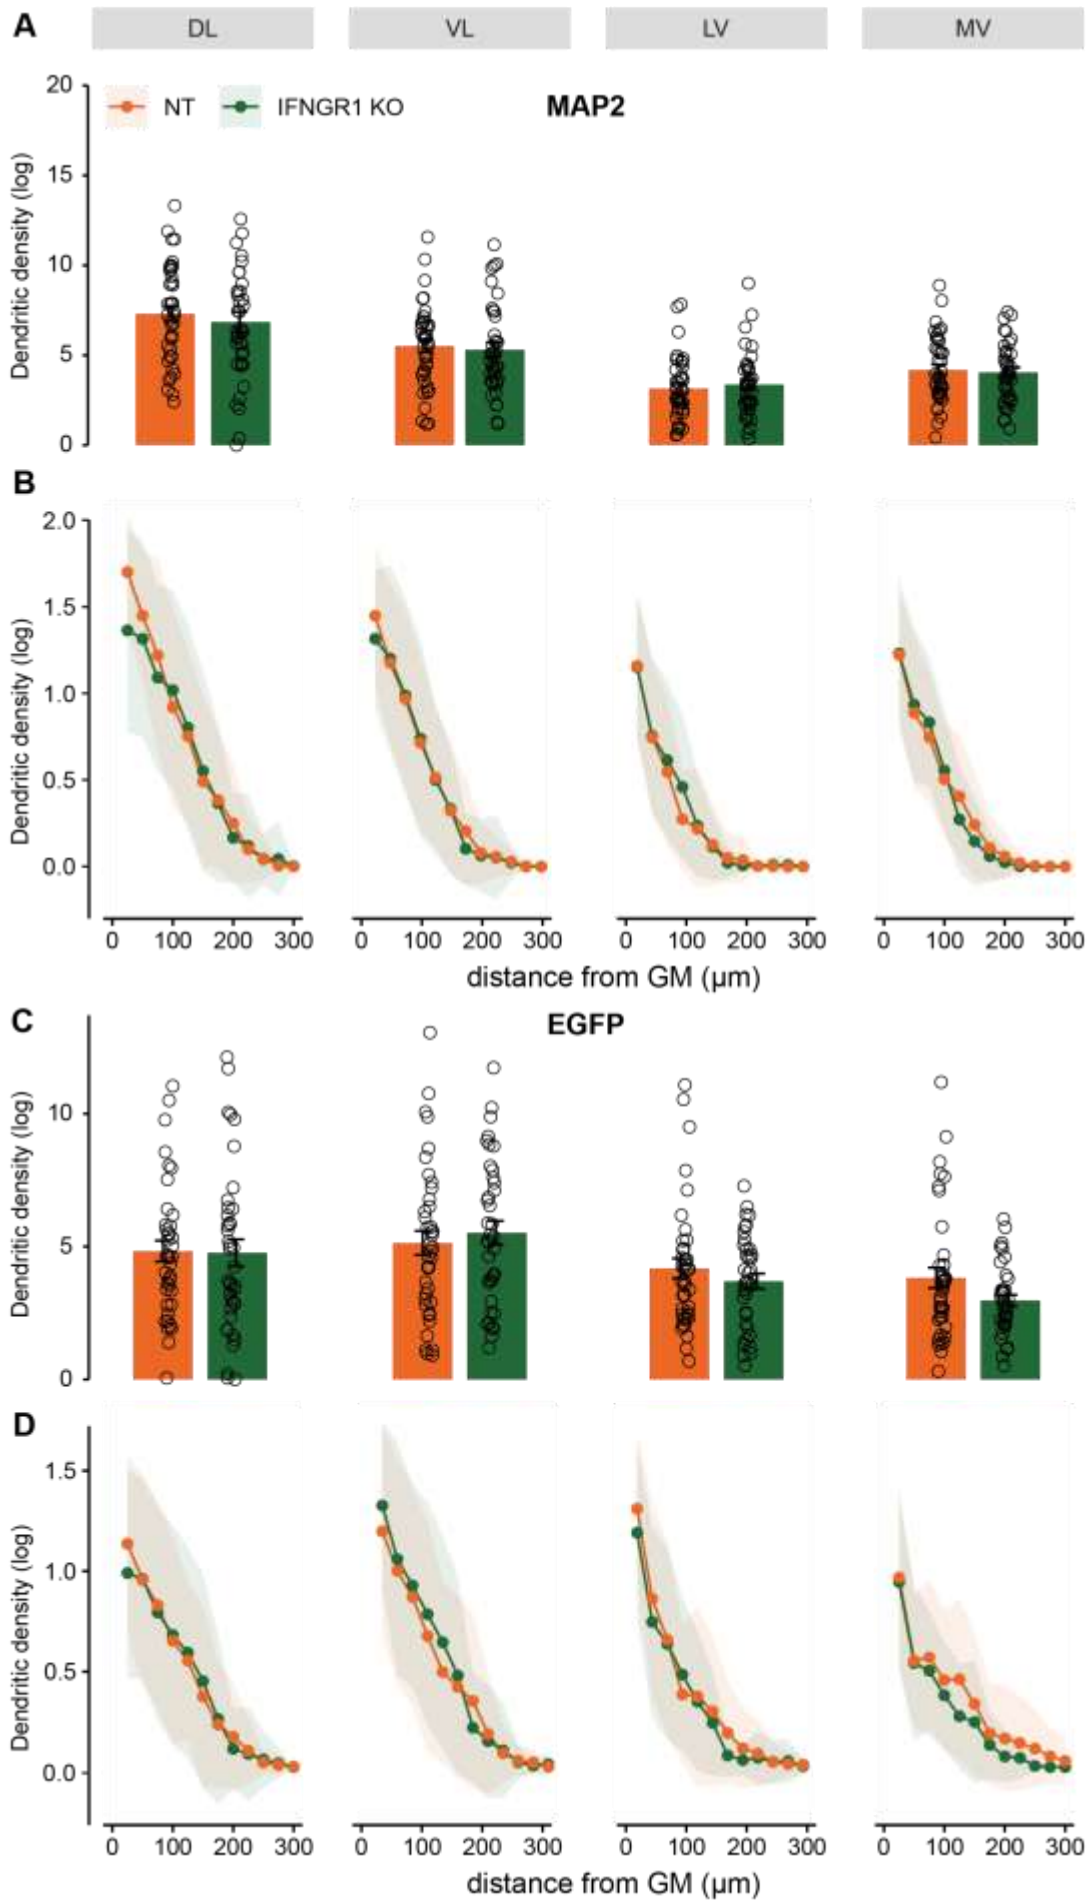 A
DL VL LV MV
NT IFNGR1 KO
MAP2
Dendritic density (log)
20
15
10
5
0
B
Dendritic density (log)
2.0
1.5
1.0
0.5
0.0
0 100 200 300 0 100 200 300 0 100 200 300 0 100 200 300
distance from GM (µm)
C
EGFP
Dendritic density (log)
10
5
0
D
Dendritic density (log)
1.5
1.0
0.5
0.0
0 100 200 300 0 100 200 300 0 100 200 300 0 100 200 300
distance from GM (µm)